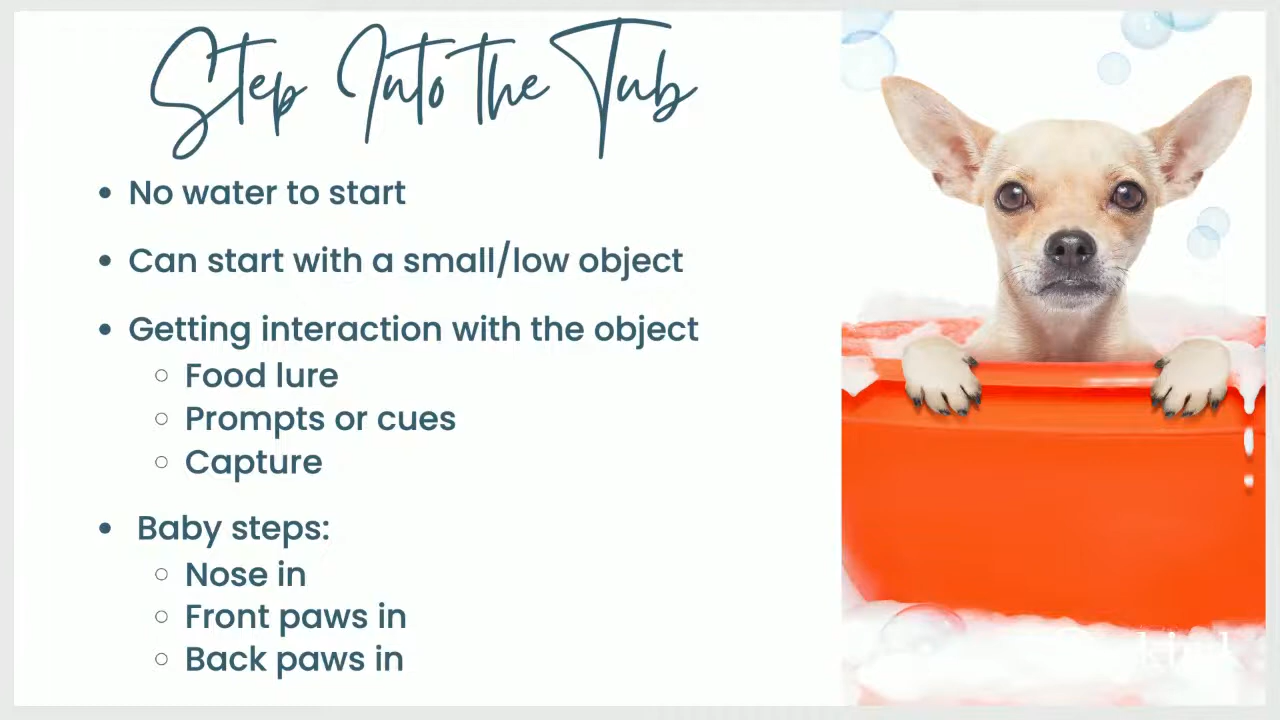 Step Into the Tub
• No water to start
• Can start with a small/low object
• Getting interaction with the object
○ Food lure
○ Prompts or cues
○ Capture
• Baby steps:
○ Nose in
○ Front paws in
○ Back paws in
kind